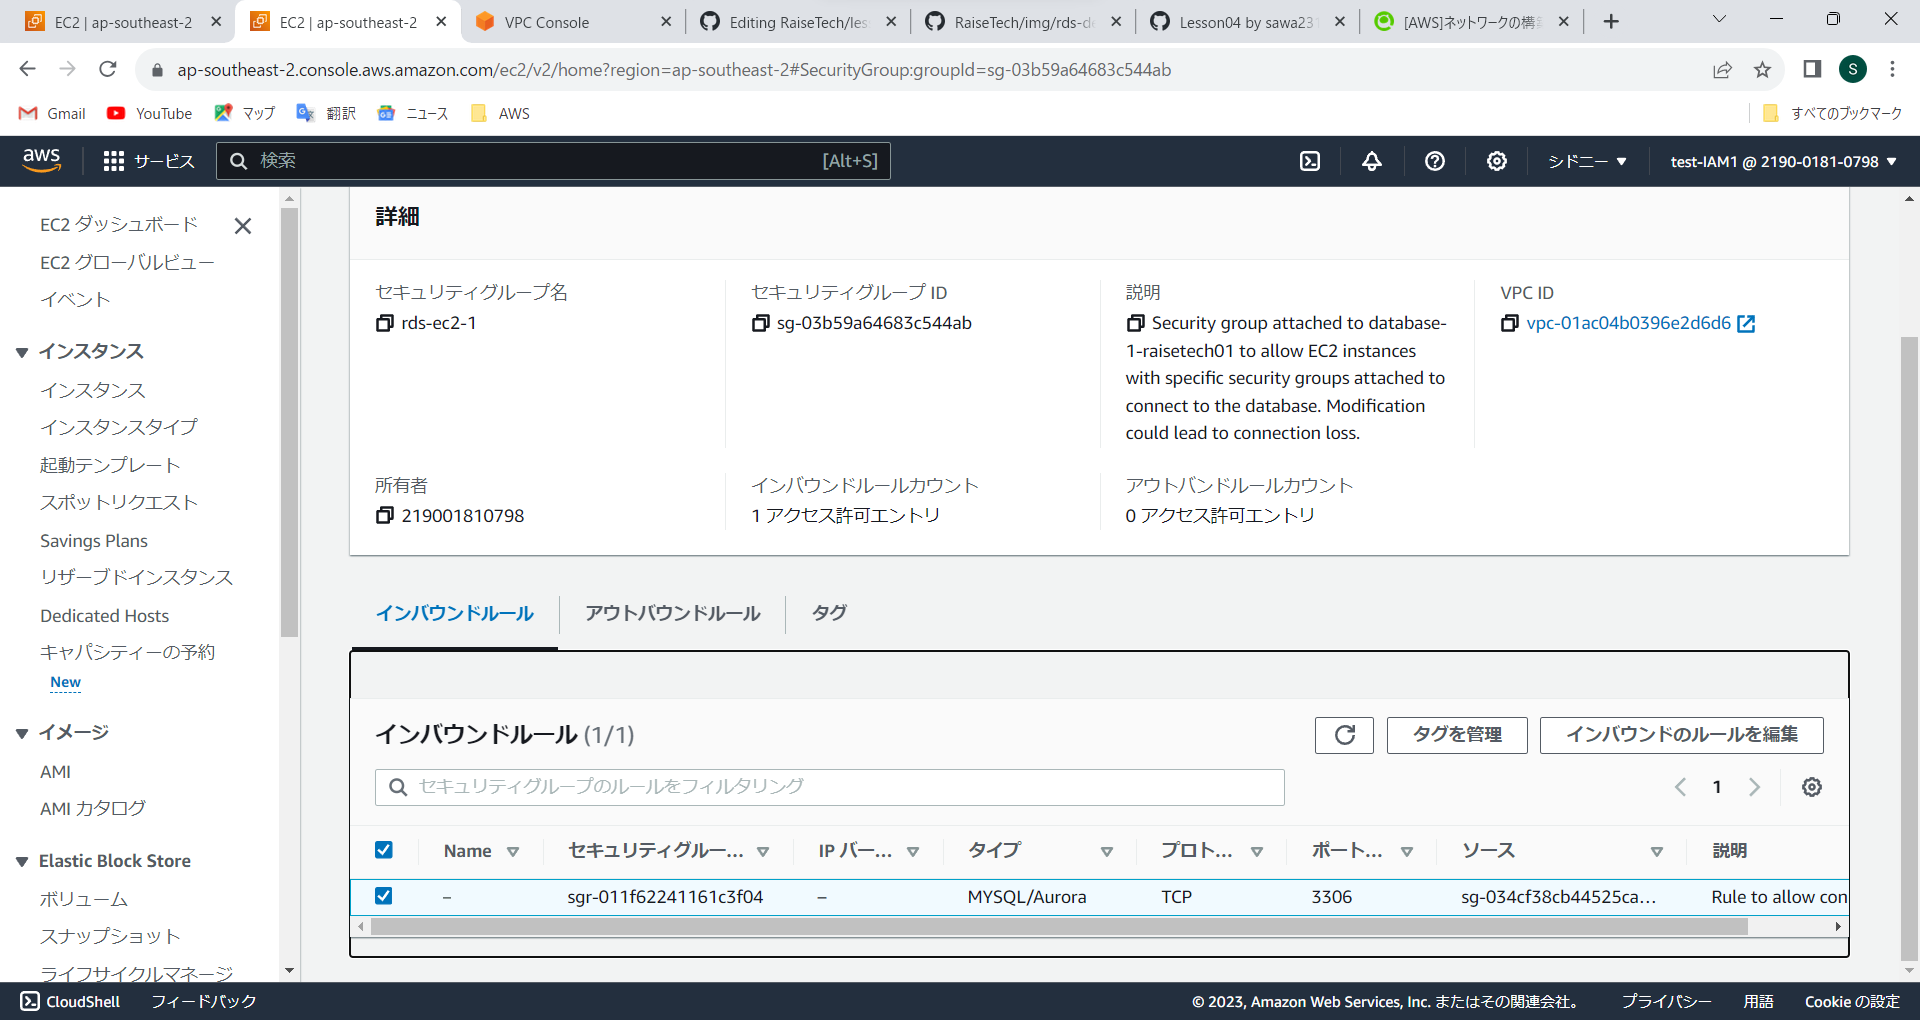 EC2 | ap-southeast-2
EC2 | ap-southeast-2
VPC Console
Editing RaiseTech/les
RaiseTech/img/rds-de
Lesson04 by sawa231
[AWS]ネットワークの構築
ap-southeast-2.console.aws.amazon.com/ec2/v2/home?region=ap-southeast-2#SecurityGroup:groupId=sg-03b59a64683c544ab
S
Gmail
YouTube
マップ
翻訳
ニュース
AWS
すべてのブックマーク
aws
サービス
検索
[Alt+S]
シドニー
test-IAM1 @ 2190-0181-0798
EC2 ダッシュボード
EC2 グローバルビュー
イベント
インスタンス
インスタンス
インスタンスタイプ
起動テンプレート
スポットリクエスト
Savings Plans
リザーブドインスタンス
Dedicated Hosts
キャパシティーの予約
New
イメージ
AMI
AMI カタログ
Elastic Block Store
ボリューム
スナップショット
ライフサイクルマネージ
詳細
セキュリティグループ名
rds-ec2-1
セキュリティグループ ID
sg-03b59a64683c544ab
説明
Security group attached to database-
1-raisetech01 to allow EC2 instances
with specific security groups attached to
connect to the database. Modification
could lead to connection loss.
VPC ID
vpc-01ac04b0396e2d6d6
所有者
219001810798
インバウンドルールカウント
1 アクセス許可エントリ
アウトバンドルールカウント
0 アクセス許可エントリ
インバウンドルール
アウトバウンドルール
タグ
インバウンドルール (1/1)
タグを管理
インバウンドのルールを編集
セキュリティグループのルールをフィルタリング
1
Name
セキュリティグルー...
IP バー...
タイプ
プロト...
ポート...
ソース
説明
–
sgr-011f62241161c3f04
–
MYSQL/Aurora
TCP
3306
sg-034cf38cb44525ca...
Rule to allow con
CloudShell
フィードバック
© 2023, Amazon Web Services, Inc. またはその関連会社。
プライバシー
用語
Cookie の設定